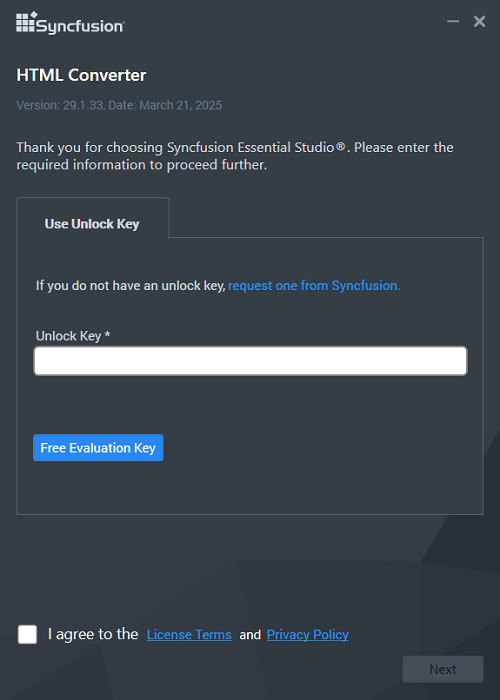 Syncfusion®
HTML Converter
Version: 29.1.33, Date: March 21, 2025
Thank you for choosing Syncfusion Essential Studio®. Please enter the
required information to proceed further.
Use Unlock Key
If you do not have an unlock key, request one from Syncfusion.
Unlock Key *
Free Evaluation Key
I agree to the License Terms and Privacy Policy
Next